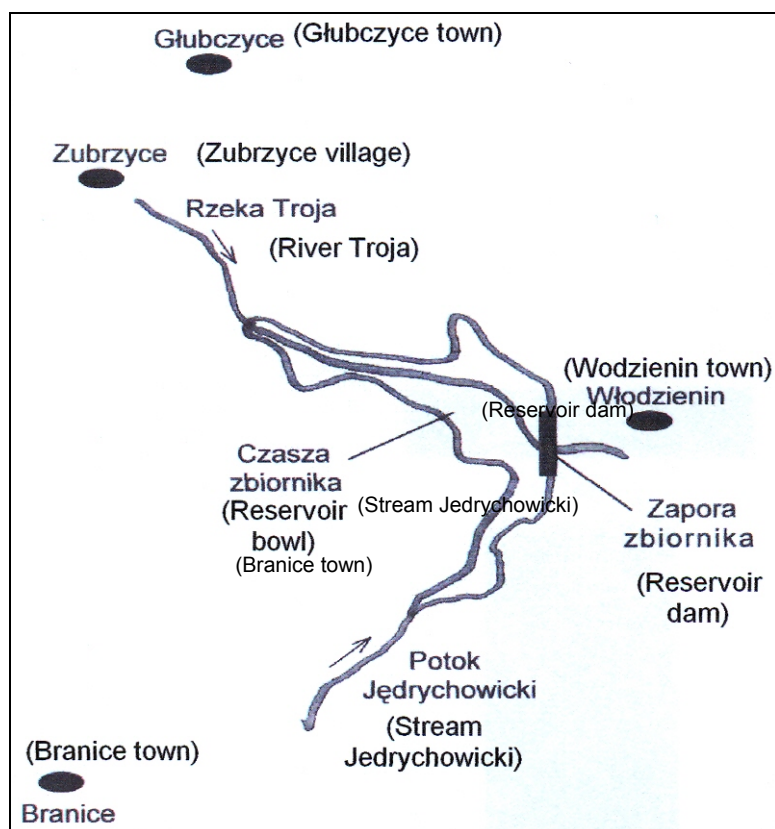 Głubczyce (Głubczyce town)
Zubrzyce (Zubrzyce village)
Rzeka Troja
(River Troja)
(Wodzienin town)
Włodzienin
(Reservoir dam)
Czasza
zbiornika
(Reservoir
bowl)
(Stream Jedrychowicki)
(Branice town)
Zapora
zbiornika
(Reservoir
dam)
Potok
Jędrychowicki
(Stream
Jedrychowicki)
(Branice town)
Branice